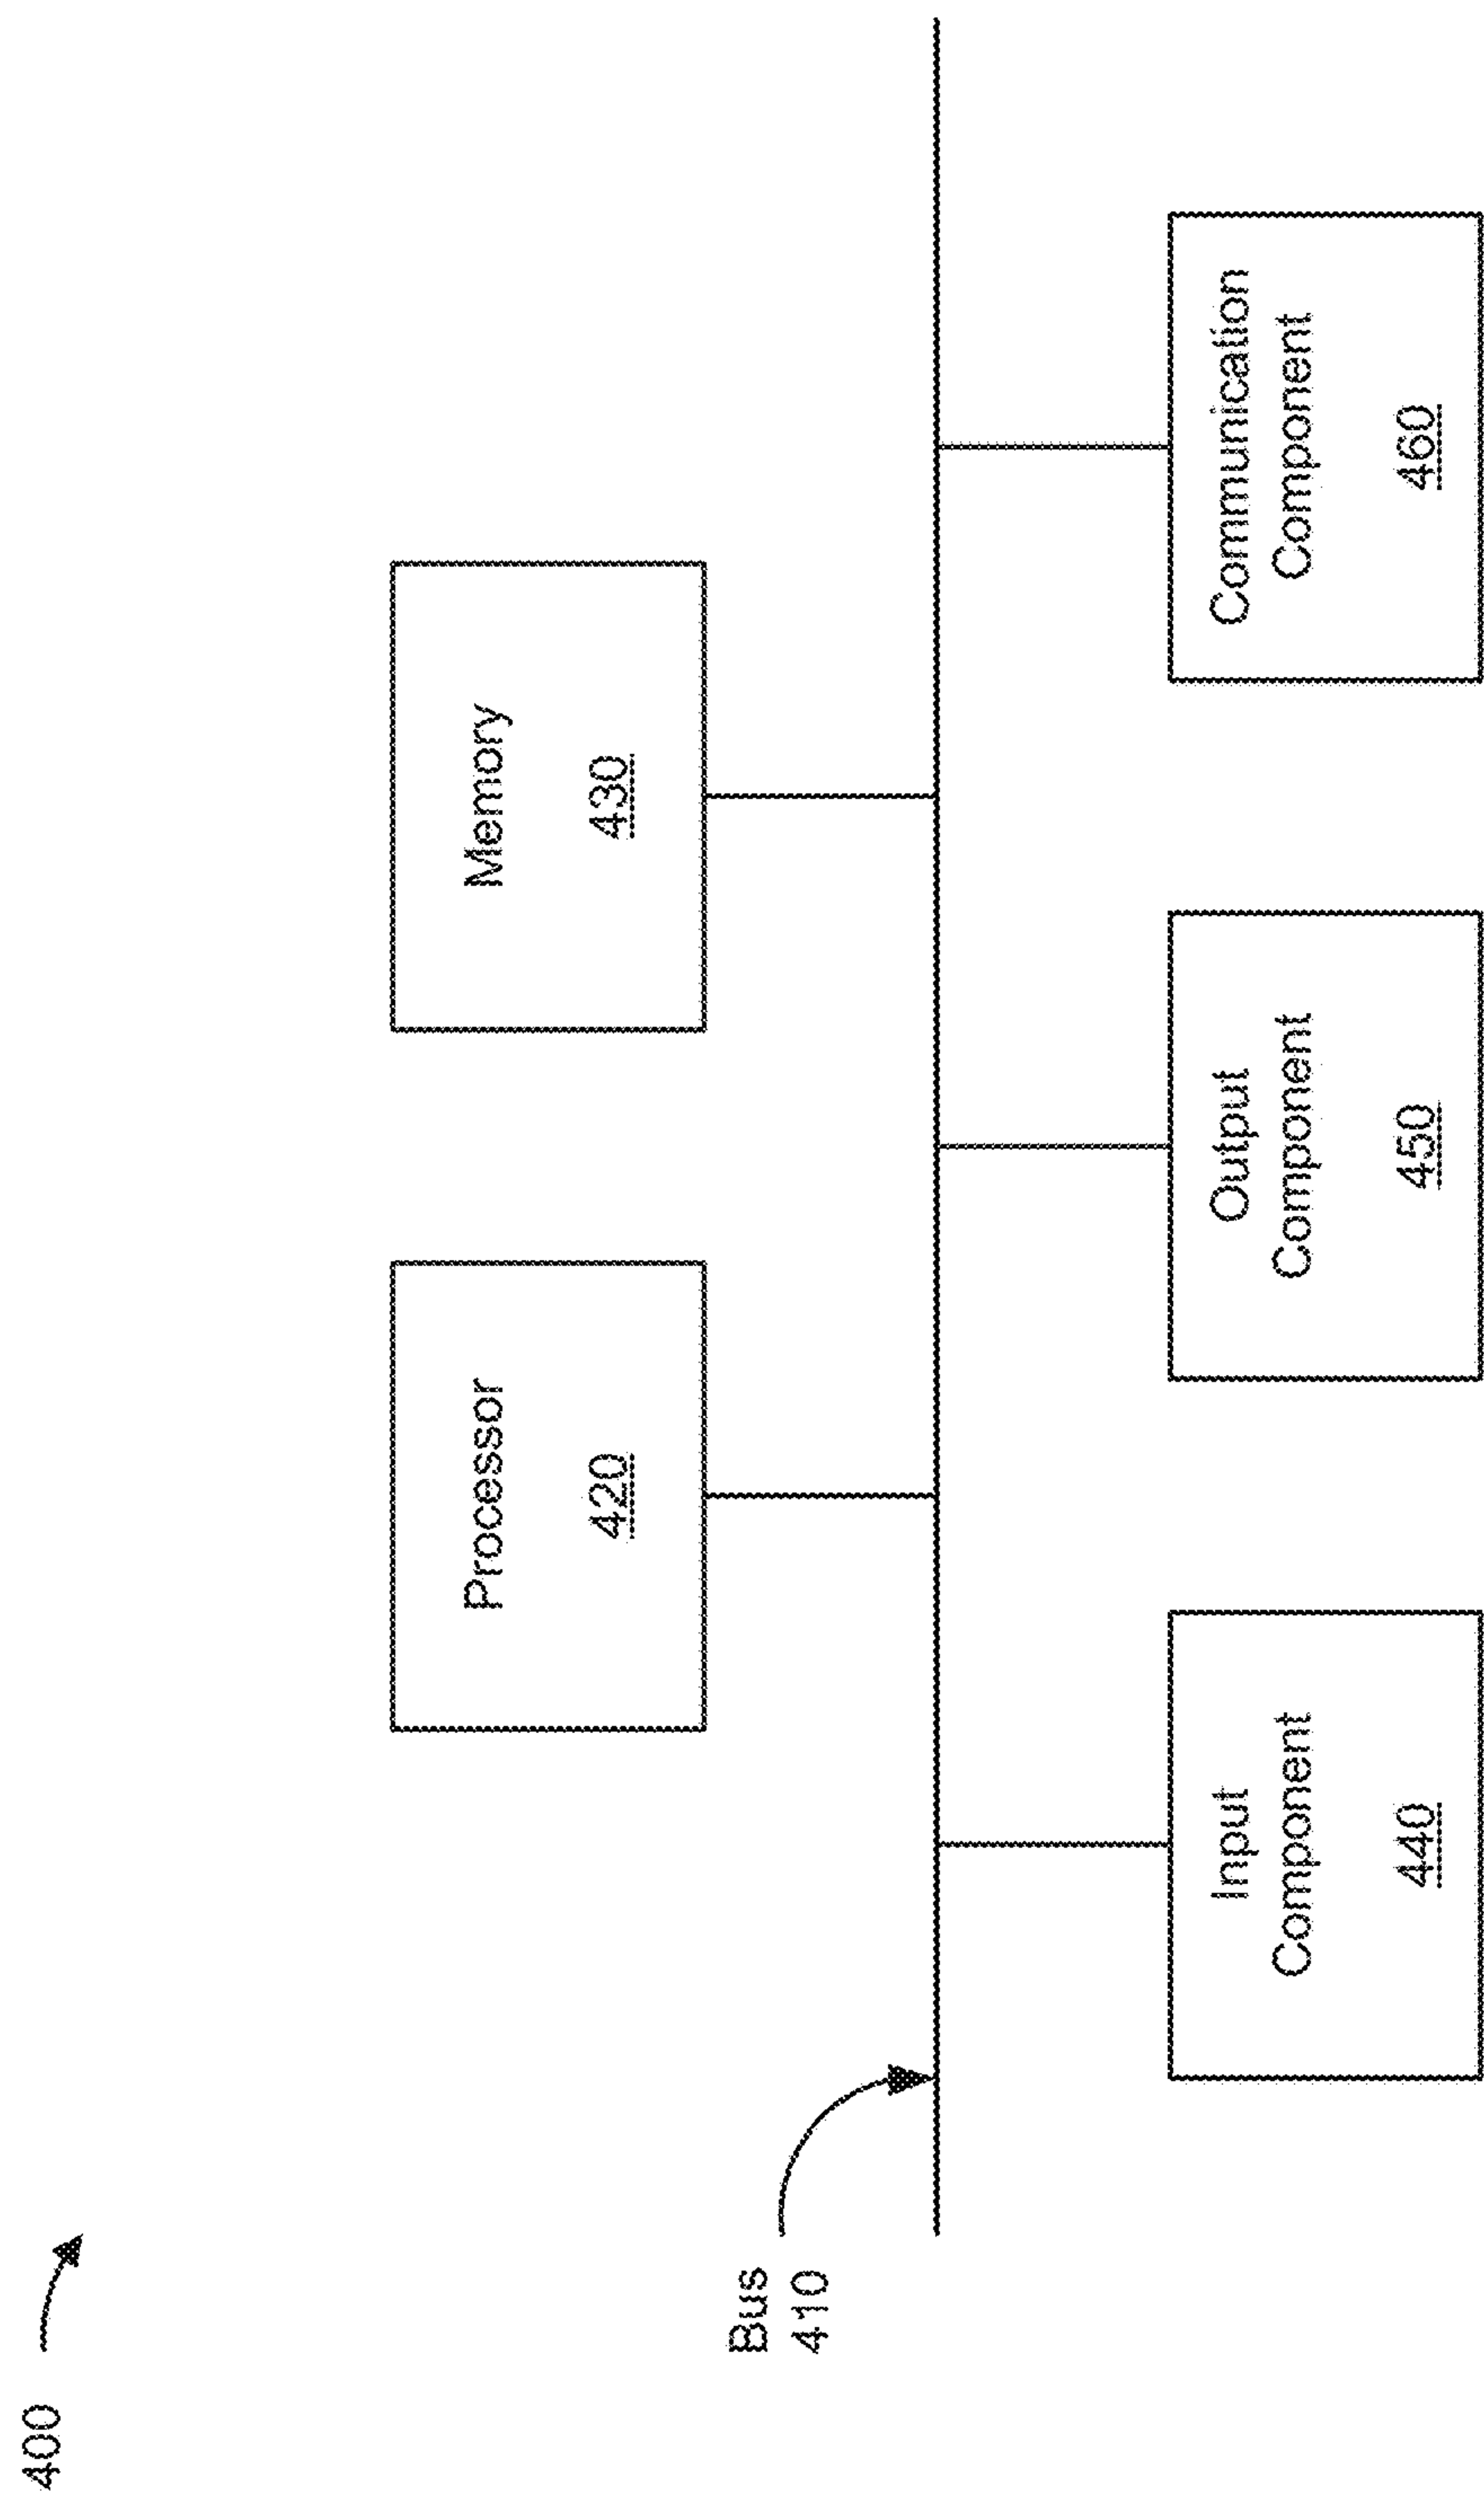 400
Processor
420
Memory
430
Bus
410
Input
Component
440
Output
Component
450
Communication
Component
460